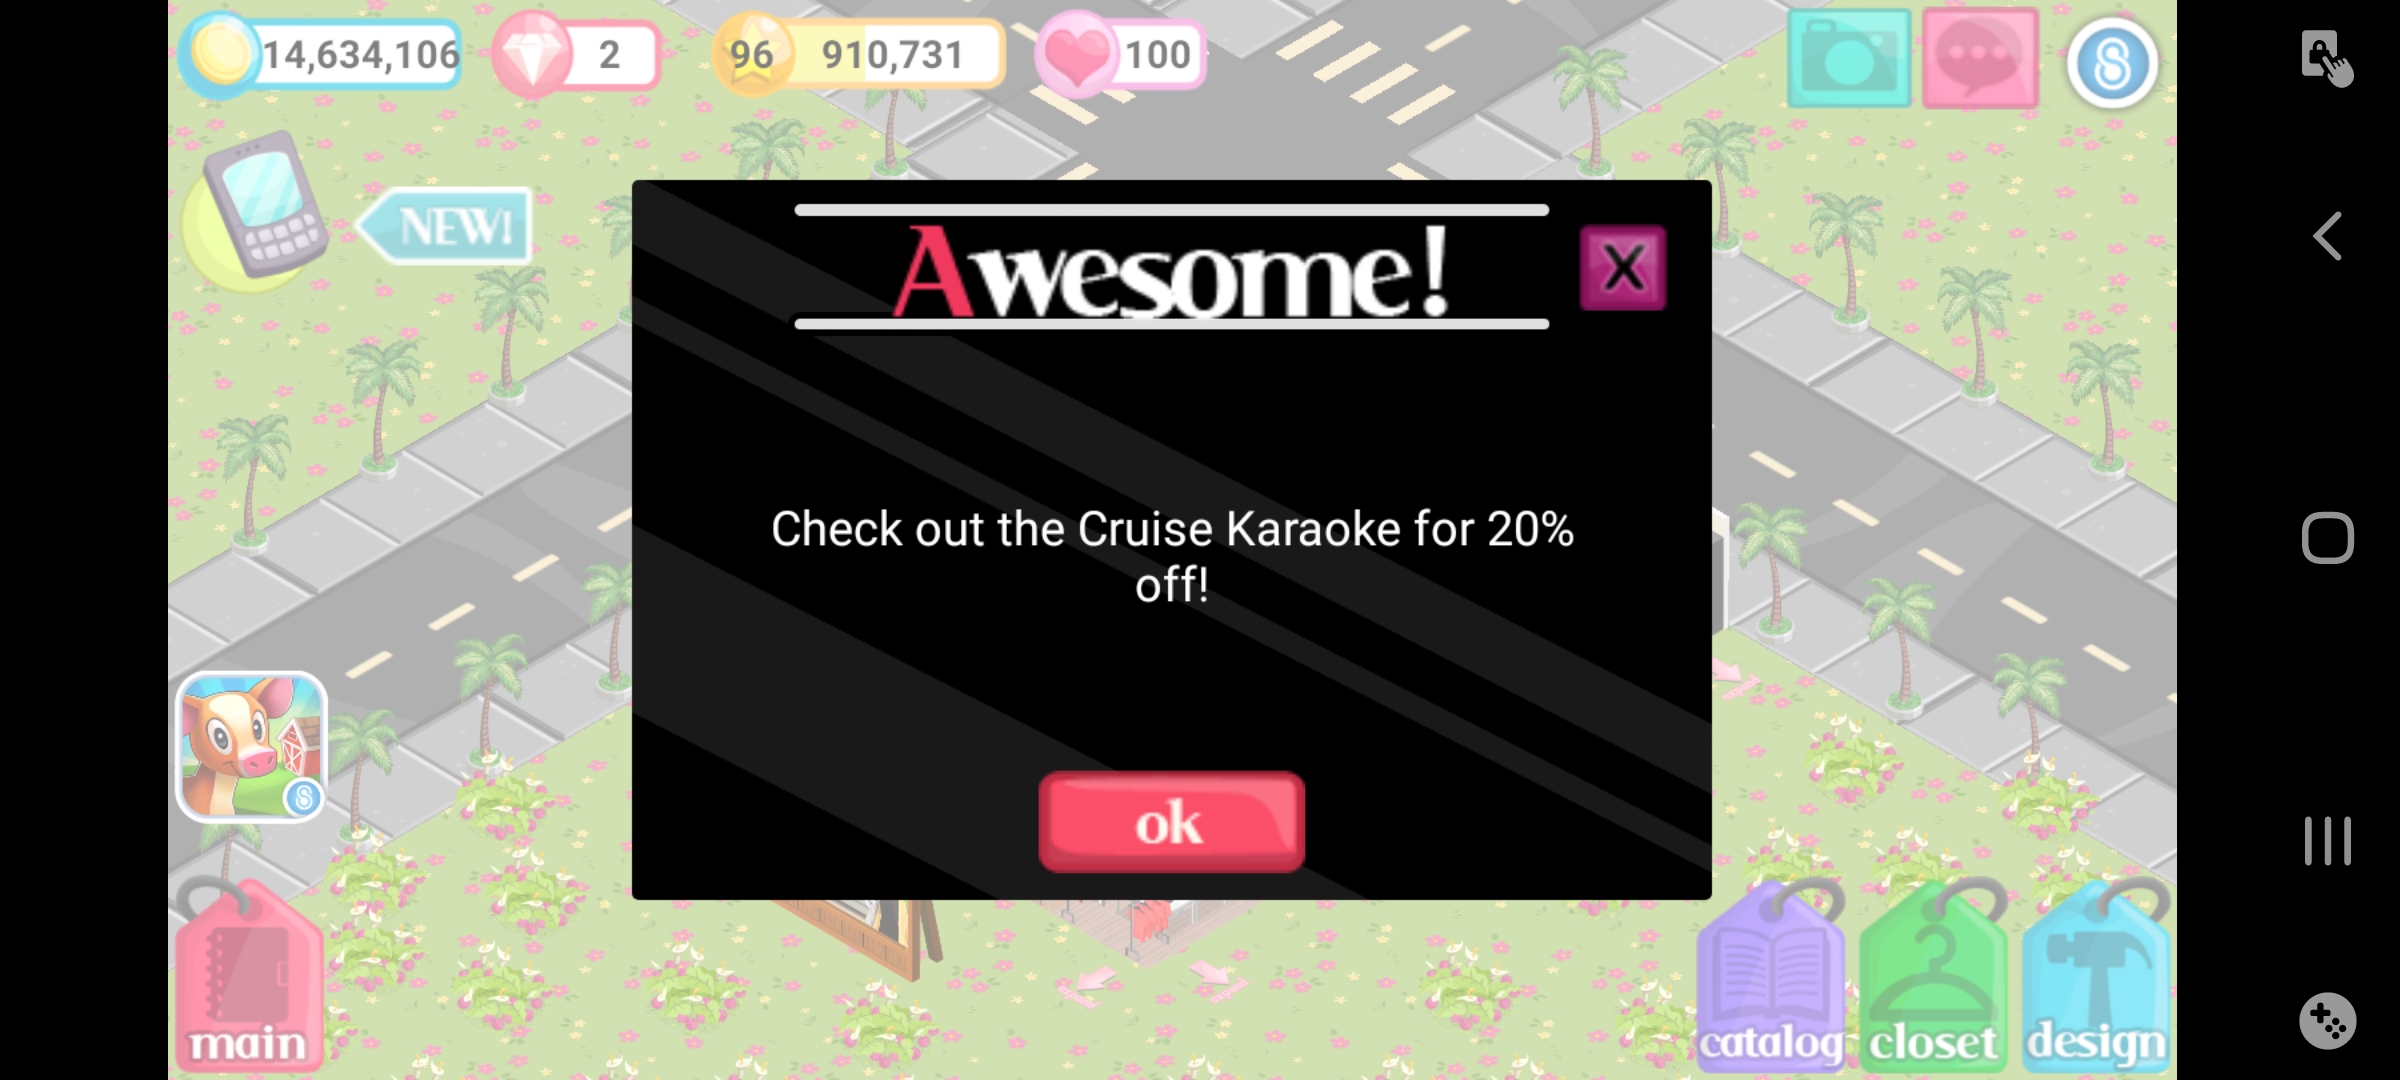 14,634,106
2
96
910,731
100
NEW!
Awesome!
X
Check out the Cruise Karaoke for 20%
off!
ok
main
catalog
closet
design